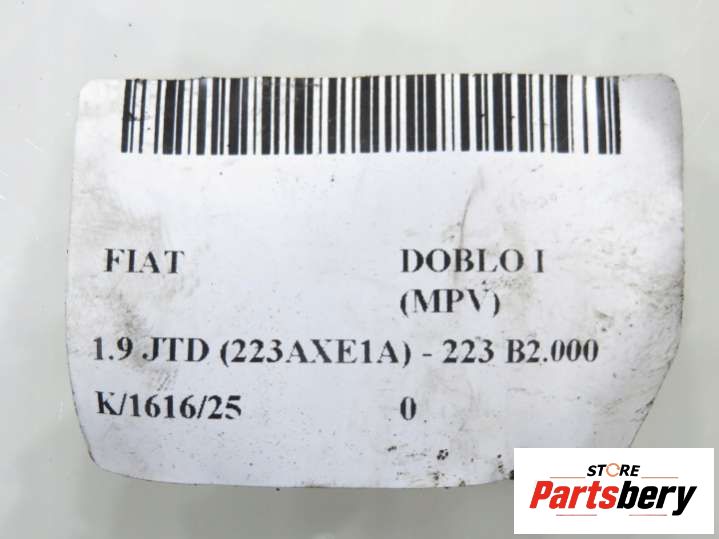 FIAT DOBLO I
(MPV)
1.9 JTD (223AXE1A) - 223 B2.000
K/1616/25 0
STORE
Partsbery